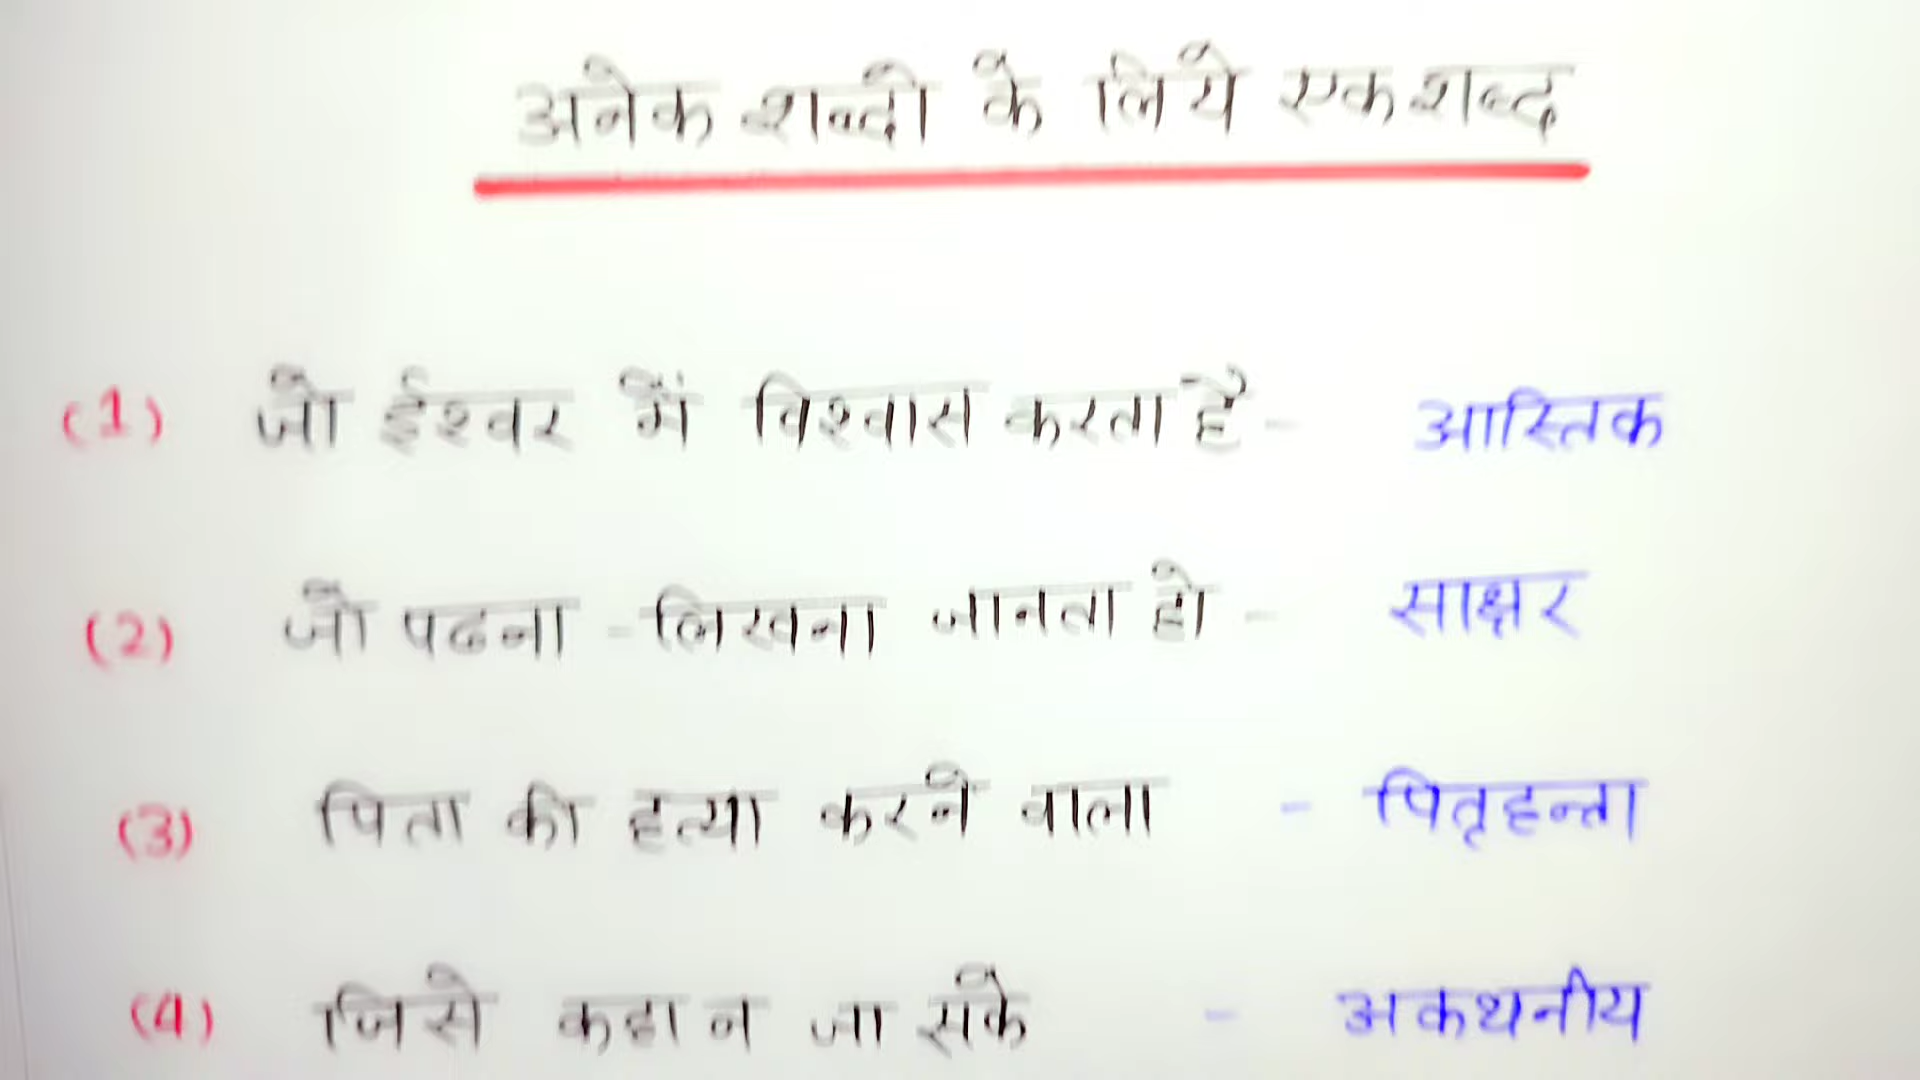 अनेक शब्दो के लिये एक शब्द
(1) जो ईश्वर में विश्वास करता है - आस्तिक
(2) जो पढना - लिखना जानता हो - साक्षर
(3) पिता की हत्या करने वाला - पितृहन्ता
(4) जिसे कहा न जा सके - अकथनीय